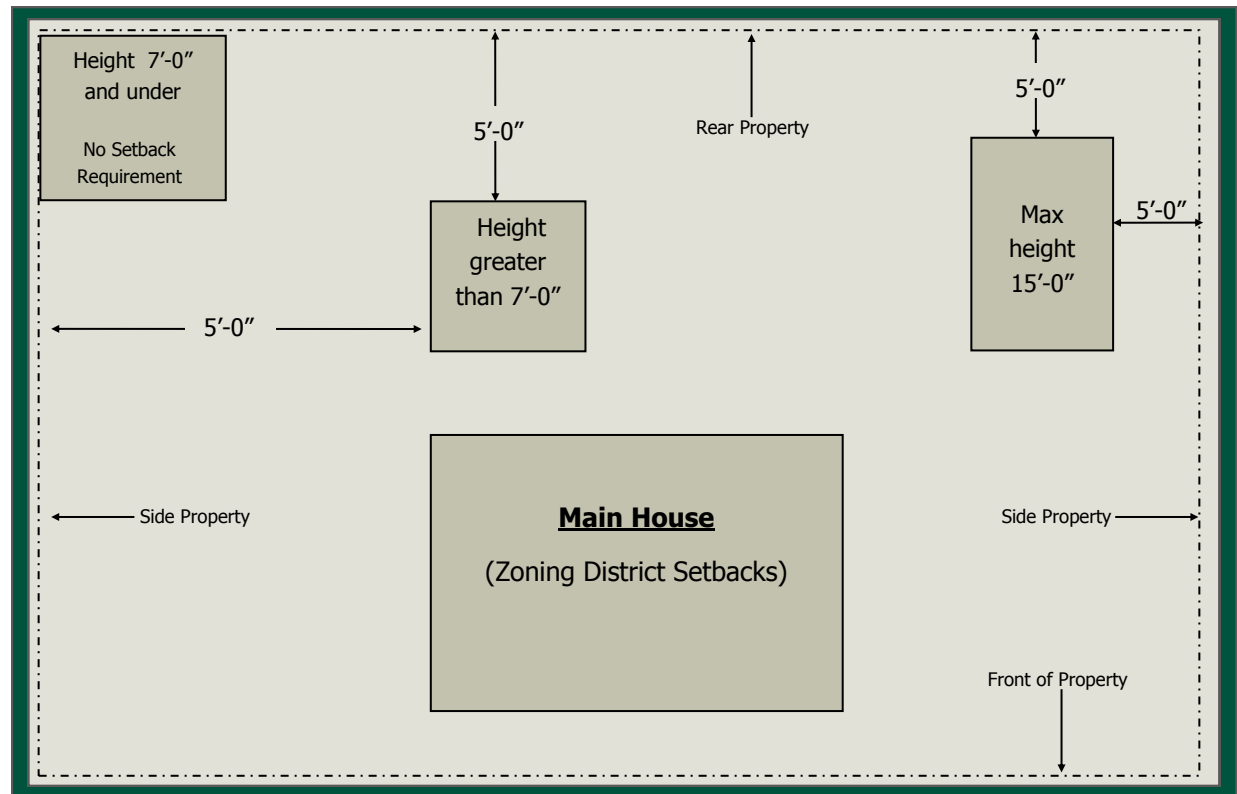 Height 7’-0”
and under
No Setback
Requirement
5’-0”
Rear Property
5’-0”
Max
height
15’-0”
5’-0”
Height
greater
than 7’-0”
5’-0”
Side Property
Main House
(Zoning District Setbacks)
Side Property
Front of Property